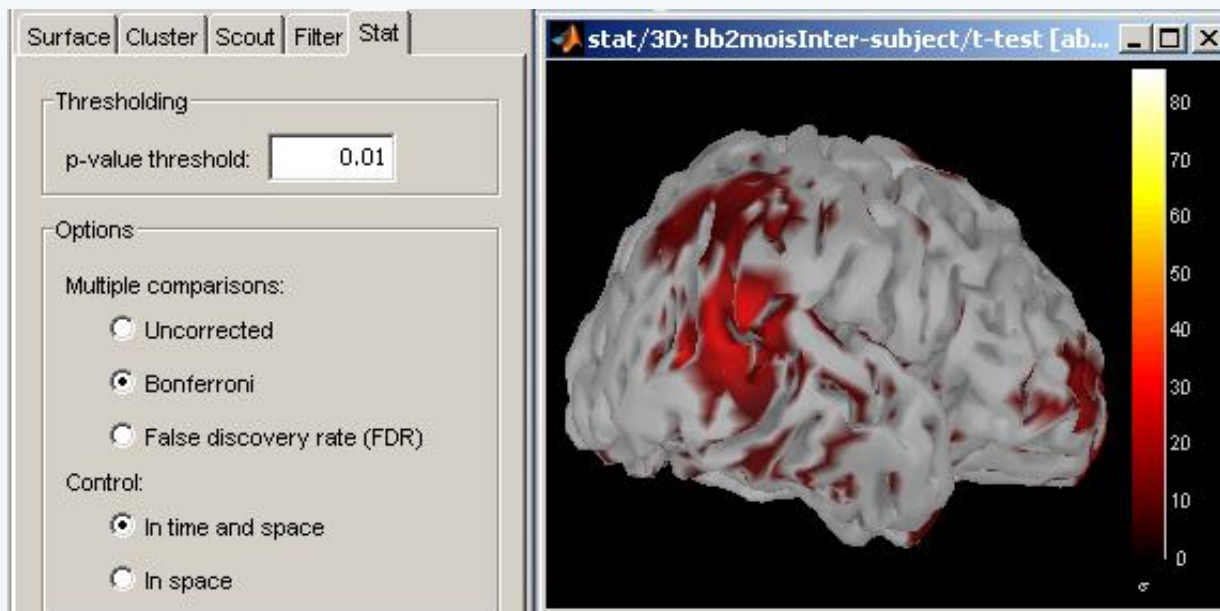 Surface Cluster Scout Filter Stat
Thresholding
p-value threshold: 0.01
Options
Multiple comparisons:
Uncorrected
Bonferroni
False discovery rate (FDR)
Control:
In time and space
In space
stat/3D: bb2moisInter-subject/t-test [ab...
80
70
60
50
40
30
20
10
0
σ